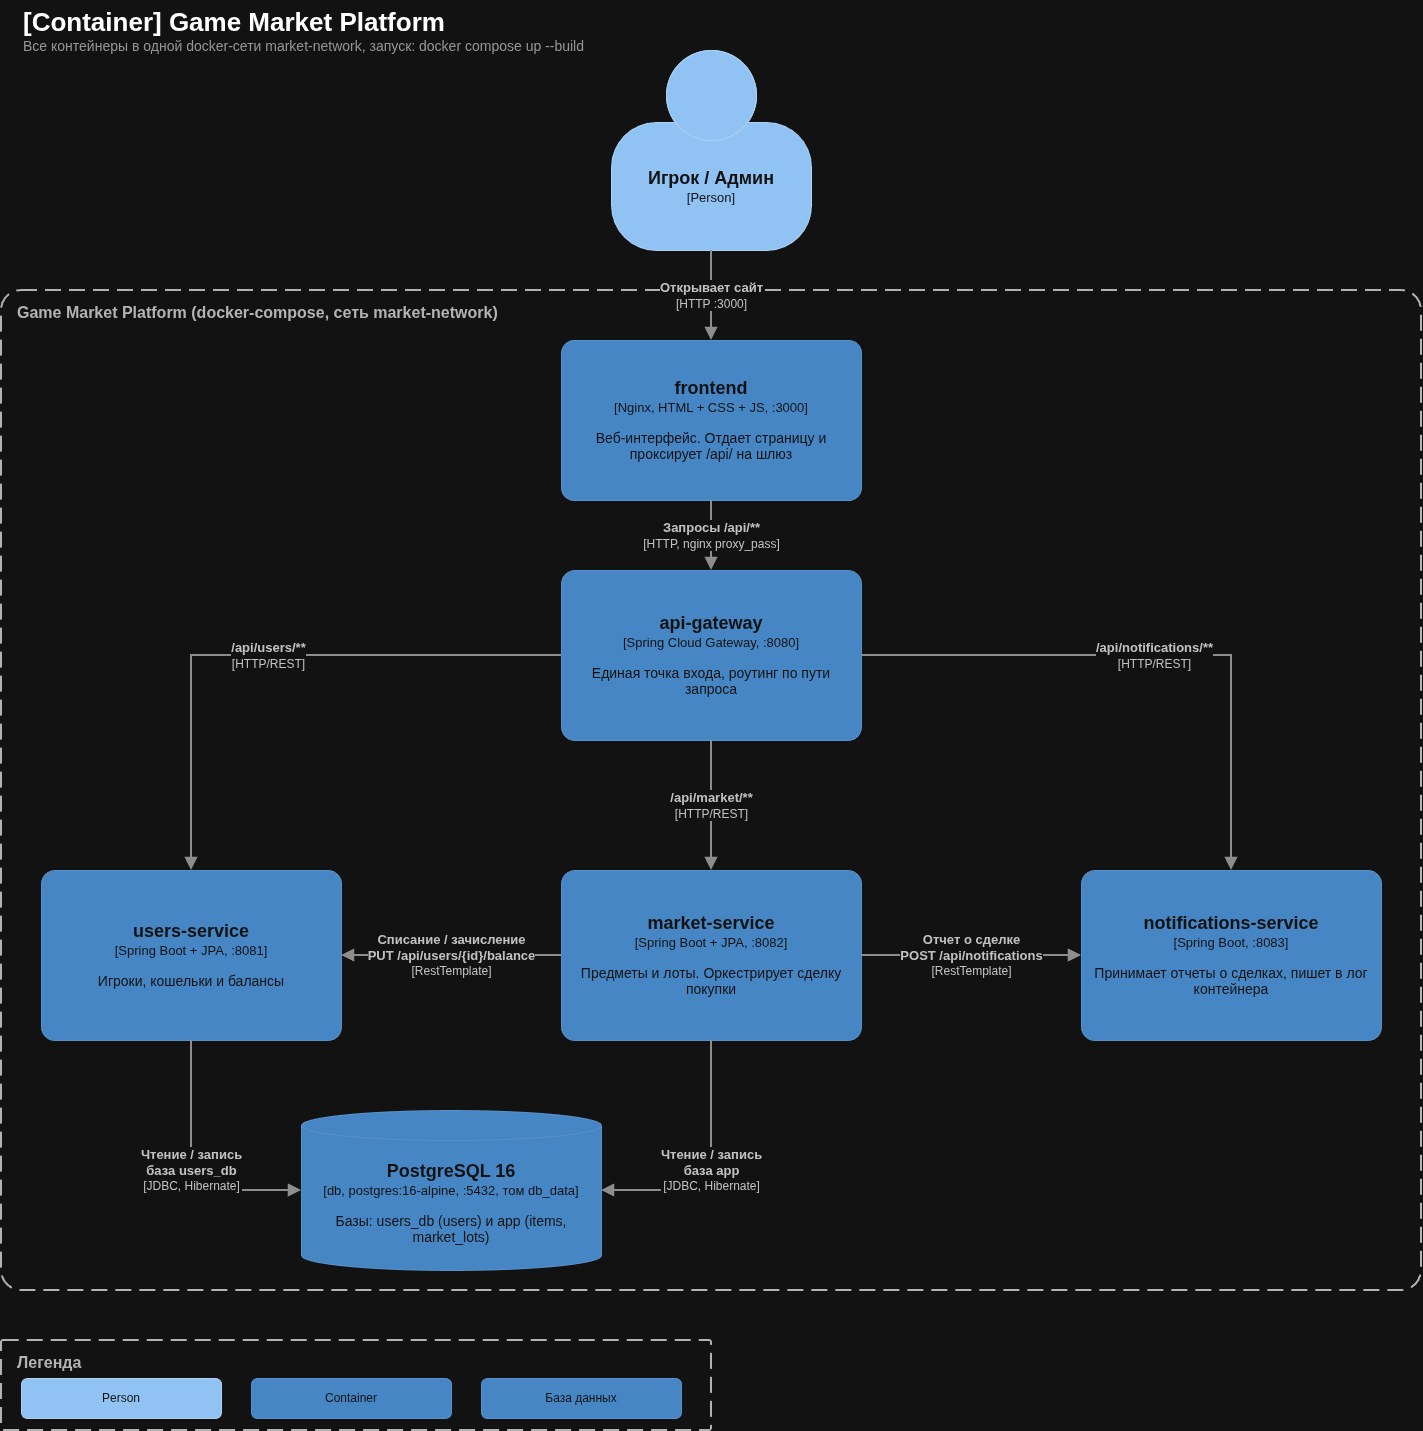 [Container] Game Market Platform
Все контейнеры в одной docker-сети market-network, запуск: docker compose up --build
Игрок / Админ
[Person]
Открывает сайт
[HTTP :3000]
Game Market Platform (docker-compose, сеть market-network)
frontend
[Nginx, HTML + CSS + JS, :3000]
Веб-интерфейс. Отдает страницу и
проксирует /api/ на шлюз
Запросы /api/**
[HTTP, nginx proxy_pass]
api-gateway
[Spring Cloud Gateway, :8080]
Единая точка входа, роутинг по пути
запроса
/api/users/**
[HTTP/REST]
/api/notifications/**
[HTTP/REST]
/api/market/**
[HTTP/REST]
users-service
[Spring Boot + JPA, :8081]
Игроки, кошельки и балансы
Списание / зачисление
PUT /api/users/{id}/balance
[RestTemplate]
market-service
[Spring Boot + JPA, :8082]
Предметы и лоты. Оркестрирует сделку
покупки
Отчет о сделке
POST /api/notifications
[RestTemplate]
notifications-service
[Spring Boot, :8083]
Принимает отчеты о сделках, пишет в лог
контейнера
Чтение / запись
база users_db
[JDBC, Hibernate]
PostgreSQL 16
[db, postgres:16-alpine, :5432, том db_data]
Базы: users_db (users) и app (items,
market_lots)
Чтение / запись
база app
[JDBC, Hibernate]
Легенда
Person
Container
База данных